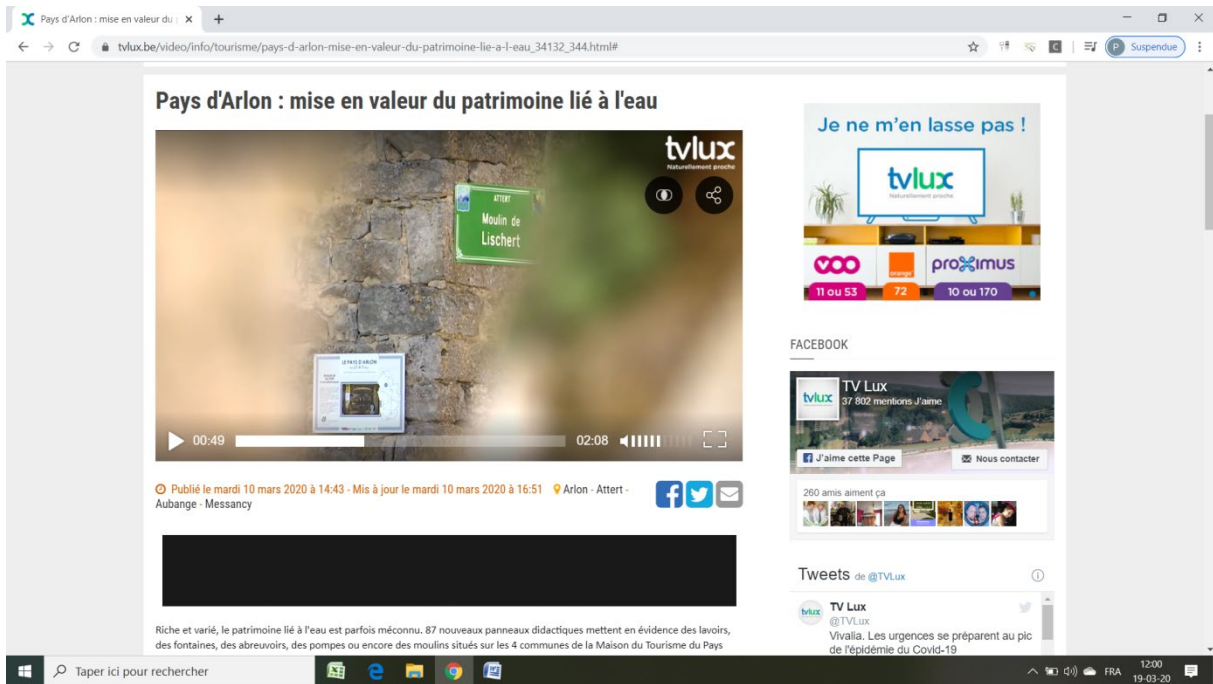 Pays d'Arlon : mise en valeur du p
tvlux.be/video/info/tourisme/pays-d-arlon-mise-en-valeur-du-patrimoine-lie-a-l-eau_34132_344.html#
P Suspendue
Pays d'Arlon : mise en valeur du patrimoine lié à l'eau
tvlux
Naturellement proche
ATTERT
Moulin de
Lischert
LE PAYS D'ARLON
00:49
02:08
Publié le mardi 10 mars 2020 à 14:43 - Mis à jour le mardi 10 mars 2020 à 16:51 Arlon - Attert -
Aubange - Messancy
Riche et varié, le patrimoine lié à l'eau est parfois méconnu. 87 nouveaux panneaux didactiques mettent en évidence des lavoirs,
des fontaines, des abreuvoirs, des pompes ou encore des moulins situés sur les 4 communes de la Maison du Tourisme du Pays
Je ne m'en lasse pas !
tvlux
Naturellement proche
VOO
orange
proximus
11 ou 53
72
10 ou 170
FACEBOOK
tvlux
TV Lux
37 802 mentions J'aime
J'aime cette Page
Nous contacter
260 amis aiment ça
Tweets de @TVLux
tvlux
TV Lux
@TVLux
Vivalia. Les urgences se préparent au pic
de l'épidémie du Covid-19
Taper ici pour rechercher
FRA
12:00
19-03-20